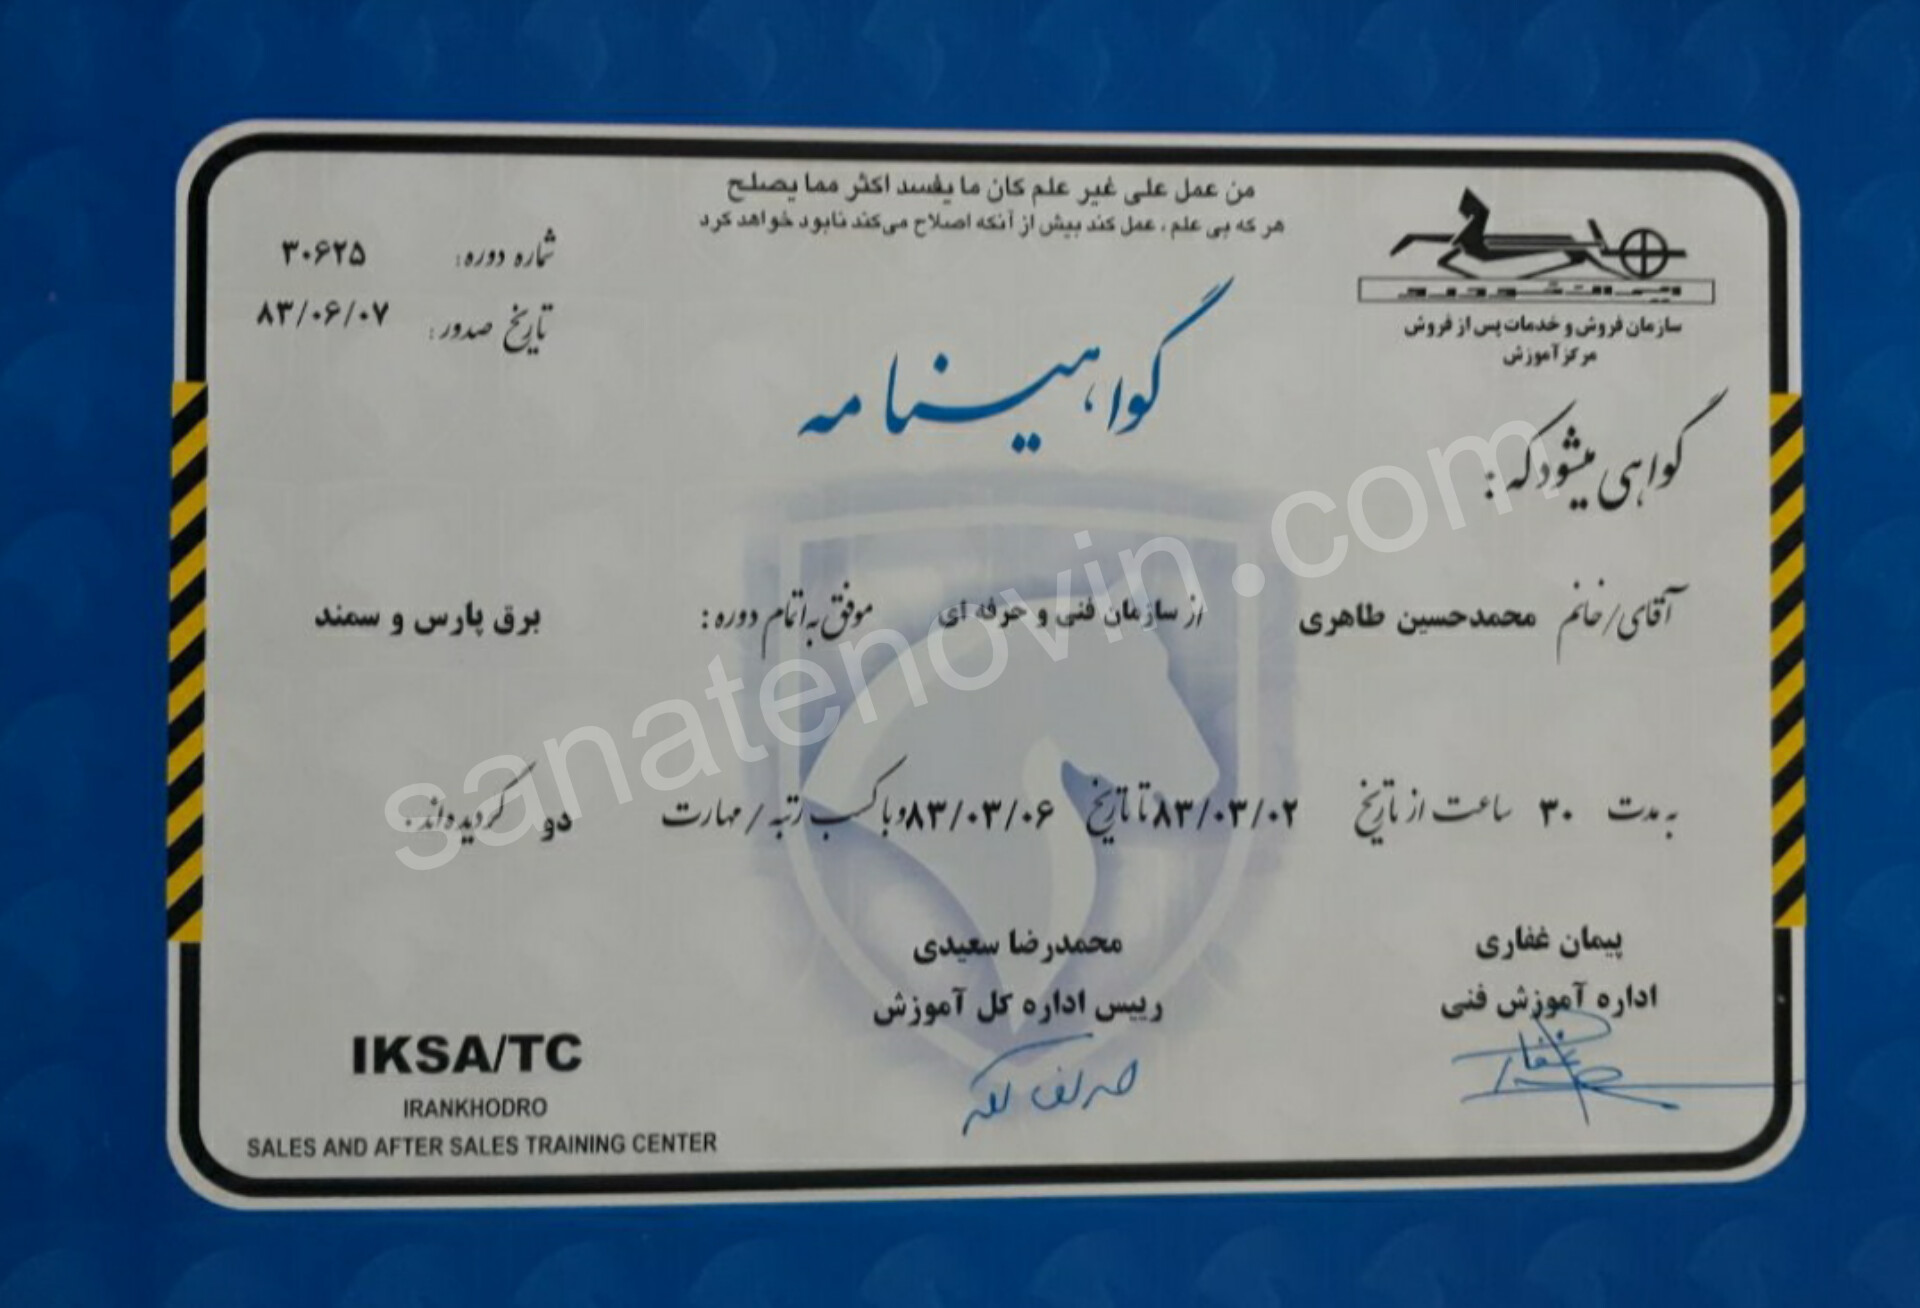 من عمل علی غیر علم کان ما یفسد اکثر مما یصلح
هر که بی علم، عمل کند بیش از آنکه اصلاح می‌کند نابود خواهد کرد
سازمان فروش و خدمات پس از فروش
مرکز آموزش
شماره دوره: ۳۰۶۲۵
تاریخ صدور: ۸۳/۰۶/۰۷
گواهینامه
گواهی میشود که:
آقای/خانم محمدحسین طاهری از سازمان فنی و حرفه ای موفق به اتمام دوره: برق پارس و سمند
به مدت ۳۰ ساعت از تاریخ ۸۳/۰۳/۰۲ تا تاریخ ۸۳/۰۳/۰۶ و با کسب رتبه/مهارت دو گردیده‌اند.
پیمان غفاری
اداره آموزش فنی
محمدرضا سعیدی
رییس اداره کل آموزش
IKSA/TC
IRANKHODRO
SALES AND AFTER SALES TRAINING CENTER
sanatenovin.com